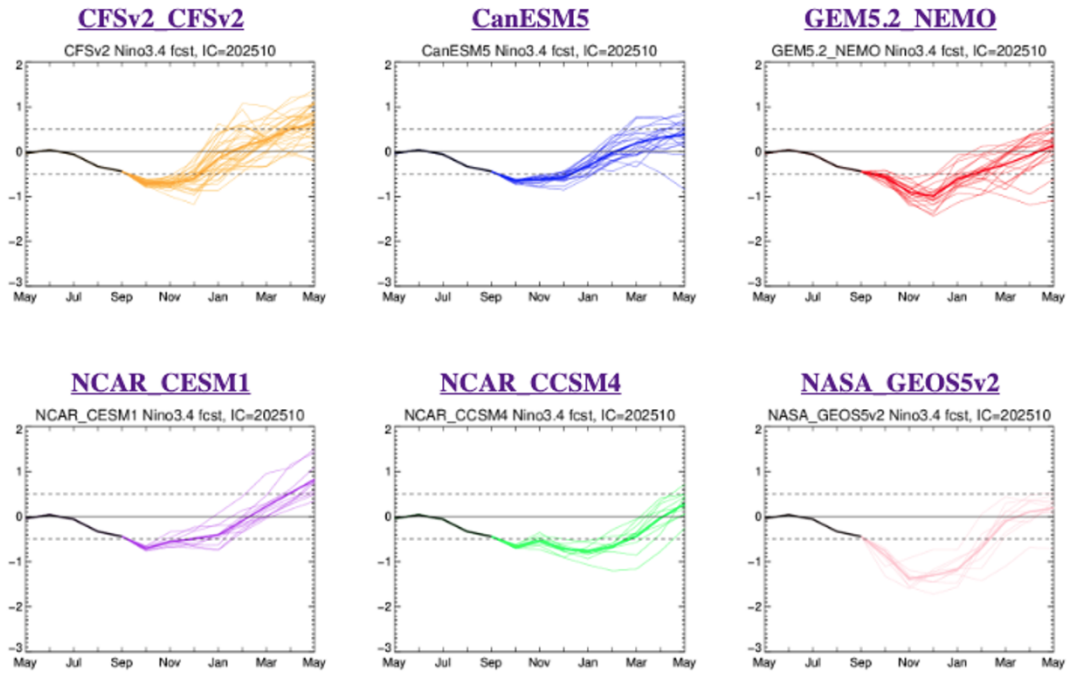 CFSv2_CFSv2
CanESM5
GEM5.2_NEMO
CFSv2 Nino3.4 fcst, IC=202510
CanESM5 Nino3.4 fcst, IC=202510
GEM5.2_NEMO Nino3.4 fcst, IC=202510
2
1
0
−1
−2
−3
May Jul Sep Nov Jan Mar May
2
1
0
−1
−2
−3
May Jul Sep Nov Jan Mar May
2
1
0
−1
−2
−3
May Jul Sep Nov Jan Mar May
NCAR_CESM1
NCAR_CCSM4
NASA_GEOS5v2
NCAR_CESM1 Nino3.4 fcst, IC=202510
NCAR_CCSM4 Nino3.4 fcst, IC=202510
NASA_GEOS5v2 Nino3.4 fcst, IC=202510
2
1
0
−1
−2
−3
May Jul Sep Nov Jan Mar May
2
1
0
−1
−2
−3
May Jul Sep Nov Jan Mar May
2
1
0
−1
−2
−3
May Jul Sep Nov Jan Mar May